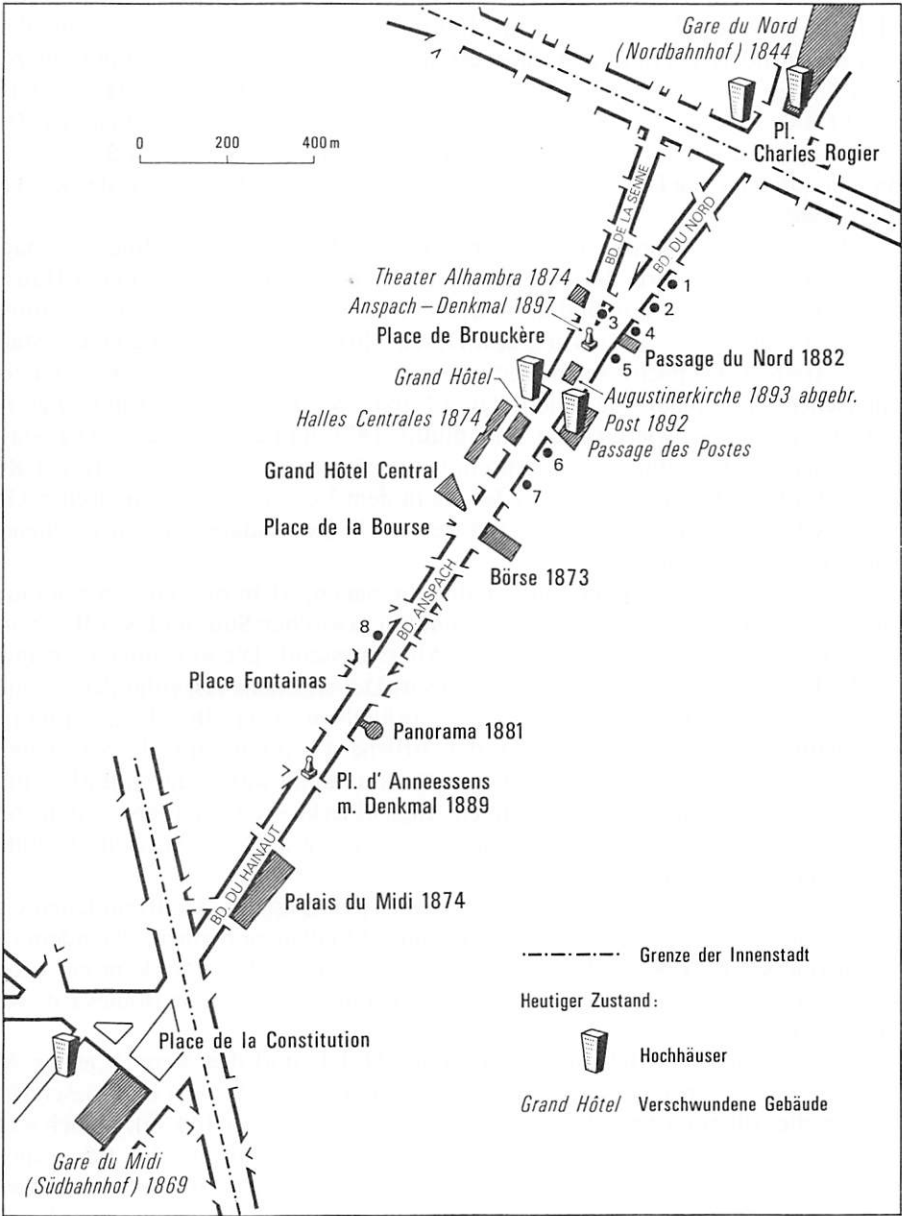 Gare du Nord
(Nordbahnhof) 1844
Pl.
Charles Rogier
0 200 400 m
BD. DE LA SENNE
BD. DU NORD
Theater Alhambra 1874
Anspach – Denkmal 1897
1
2
3
4
5
Place de Brouckère
Passage du Nord 1882
Grand Hôtel
Augustinerkirche 1893 abgebr.
Halles Centrales 1874
Post 1892
Passage des Postes
6
Grand Hôtel Central
7
Place de la Bourse
Börse 1873
BD. ANSPACH
8
Place Fontainas
Panorama 1881
Pl. d' Anneessens
m. Denkmal 1889
BD. DU HAINAUT
Palais du Midi 1874
Grenze der Innenstadt
Heutiger Zustand:
Place de la Constitution
Hochhäuser
Grand Hôtel Verschwundene Gebäude
Gare du Midi
(Südbahnhof) 1869